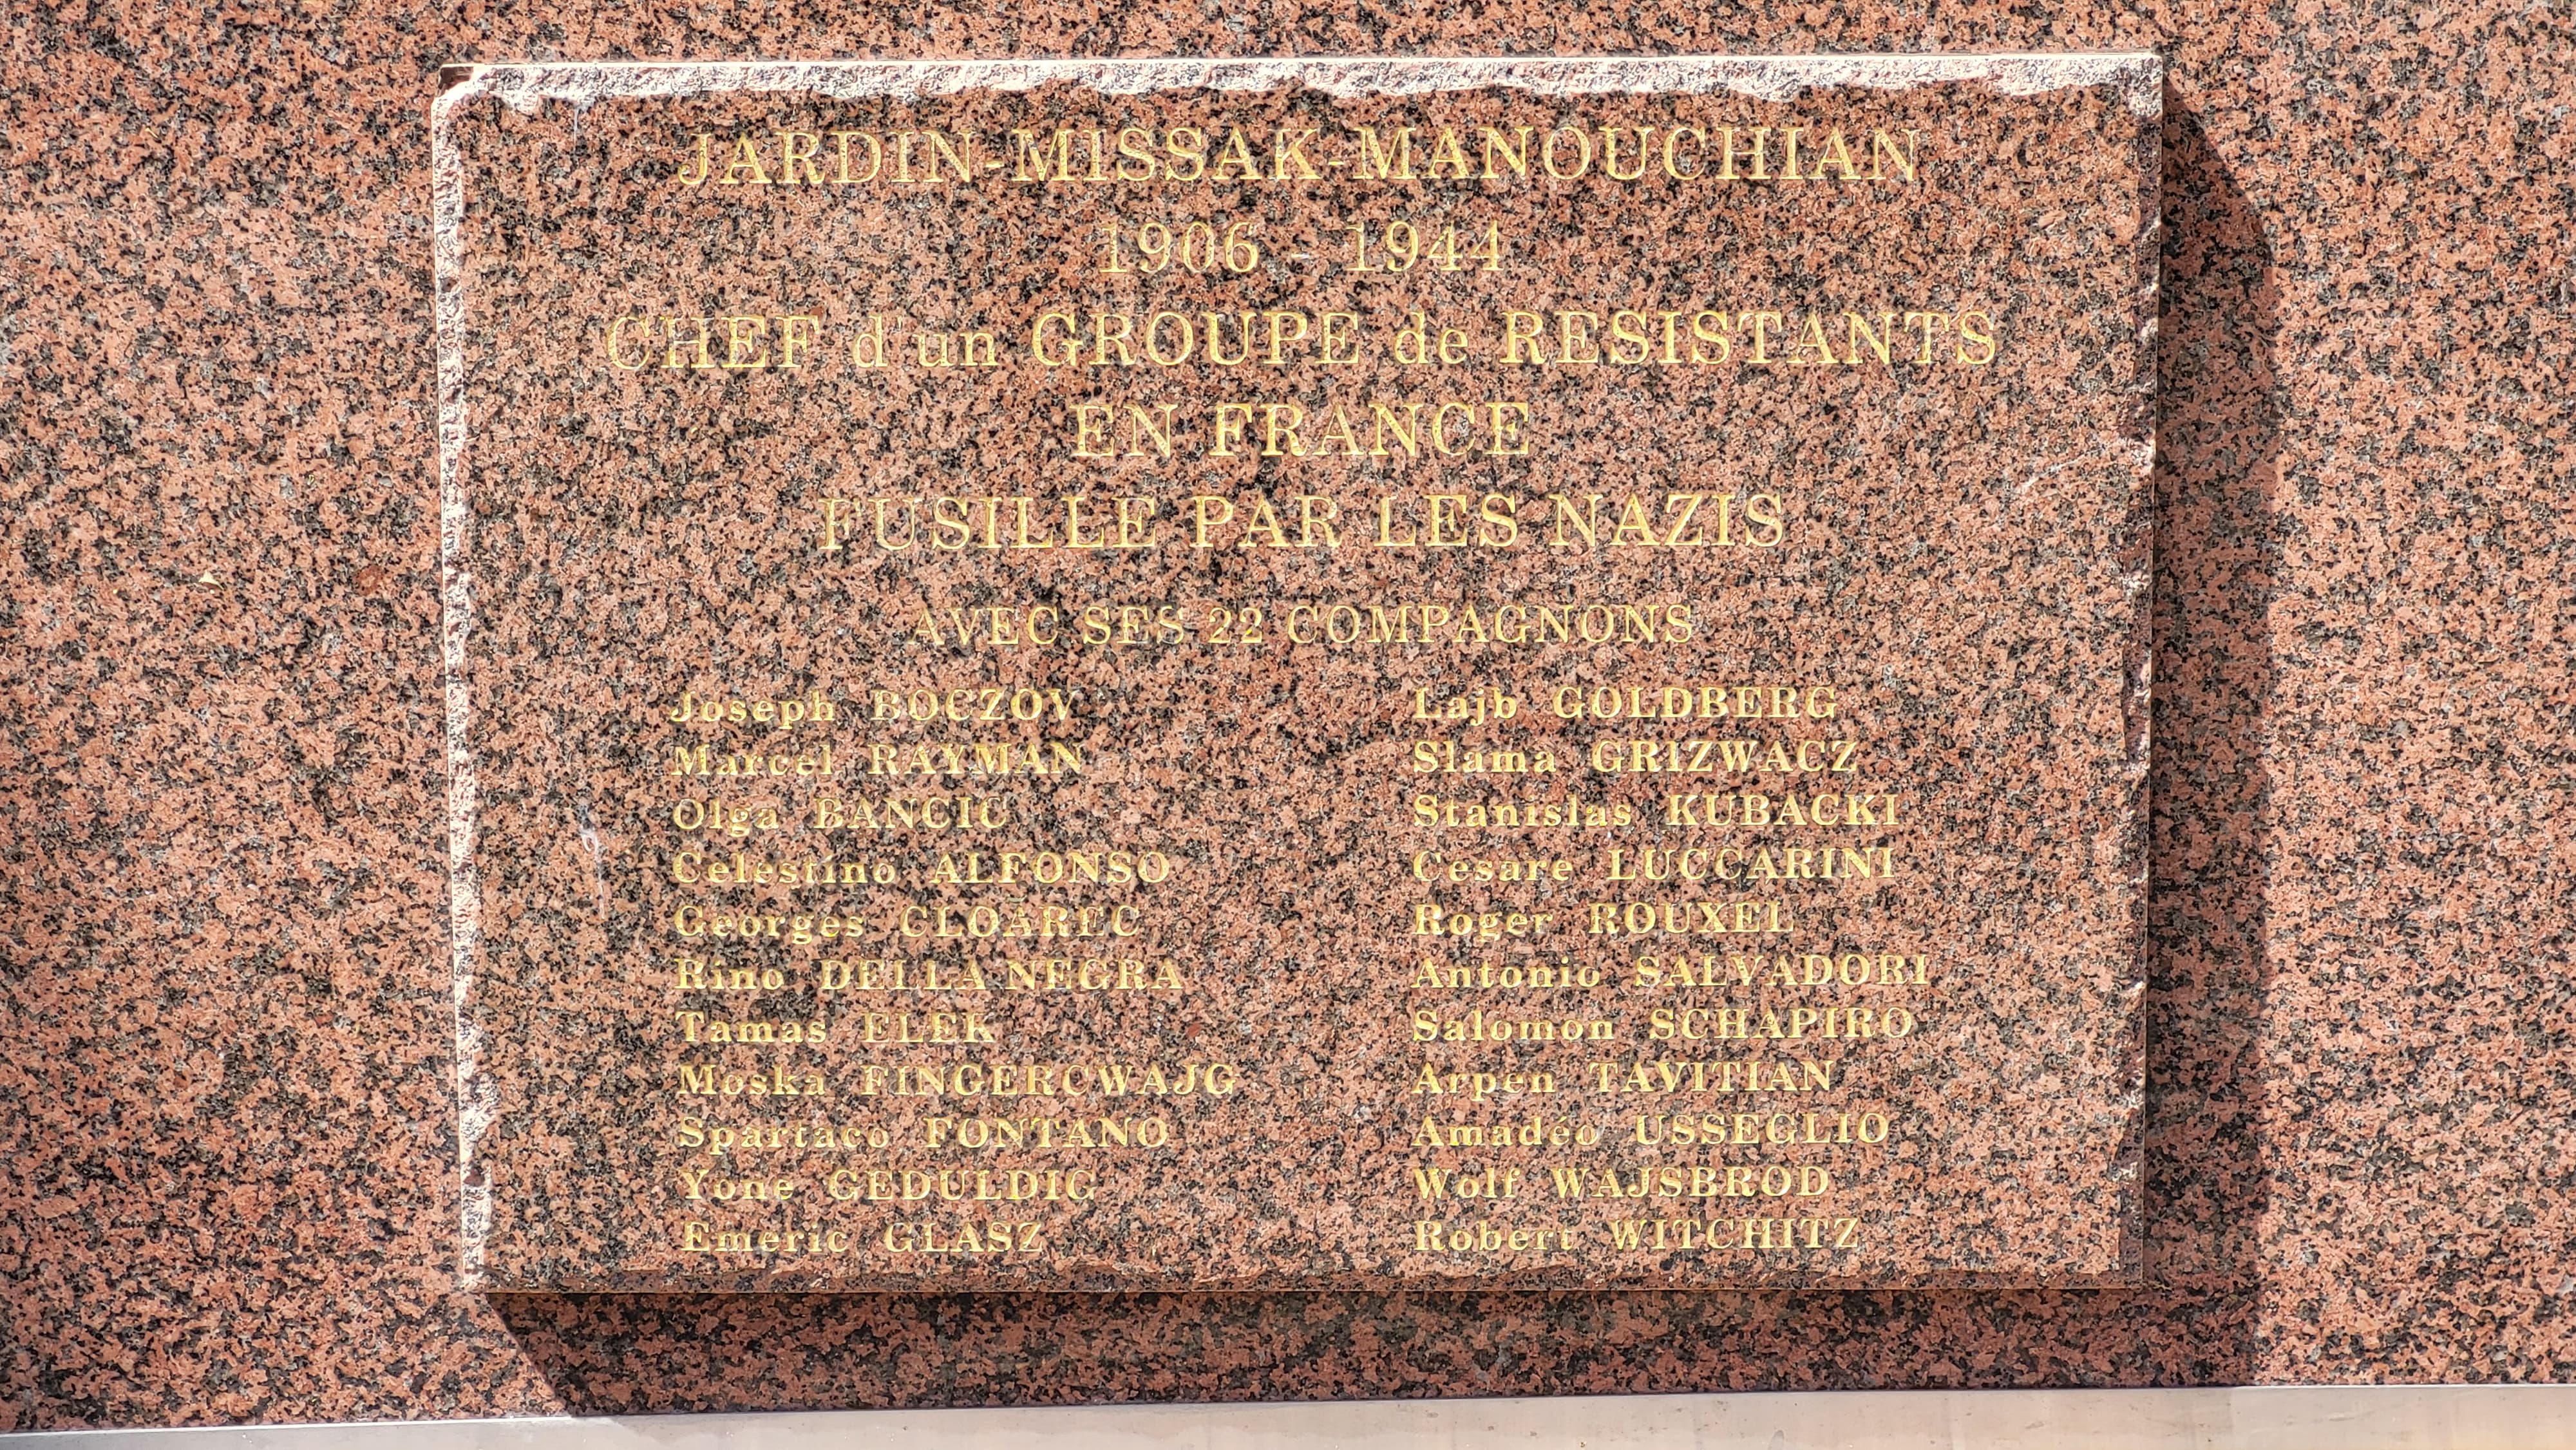 JARDIN-MISSAK-MANOUCHIAN
1906 - 1944
CHEF d'un GROUPE de RESISTANTS
EN FRANCE
FUSILLE PAR LES NAZIS
AVEC SES 22 COMPAGNONS
Joseph BOCZOV
Marcel RAYMAN
Olga BANCIC
Celestino ALFONSO
Georges CLOAREC
Rino DELLA NEGRA
Tamas ELEK
Moska FINGERCWAJG
Spartaco FONTANO
Yone GEDULDIG
Emeric GLASZ
Lajb GOLDBERG
Slama GRIZWACZ
Stanislas KUBACKI
Cesare LUCCARINI
Roger ROUXEL
Antonio SALVADORI
Salomon SCHAPIRO
Arpen TAVITIAN
Amadéo USSEGLIO
Wolf WAJSBROD
Robert WITCHITZ